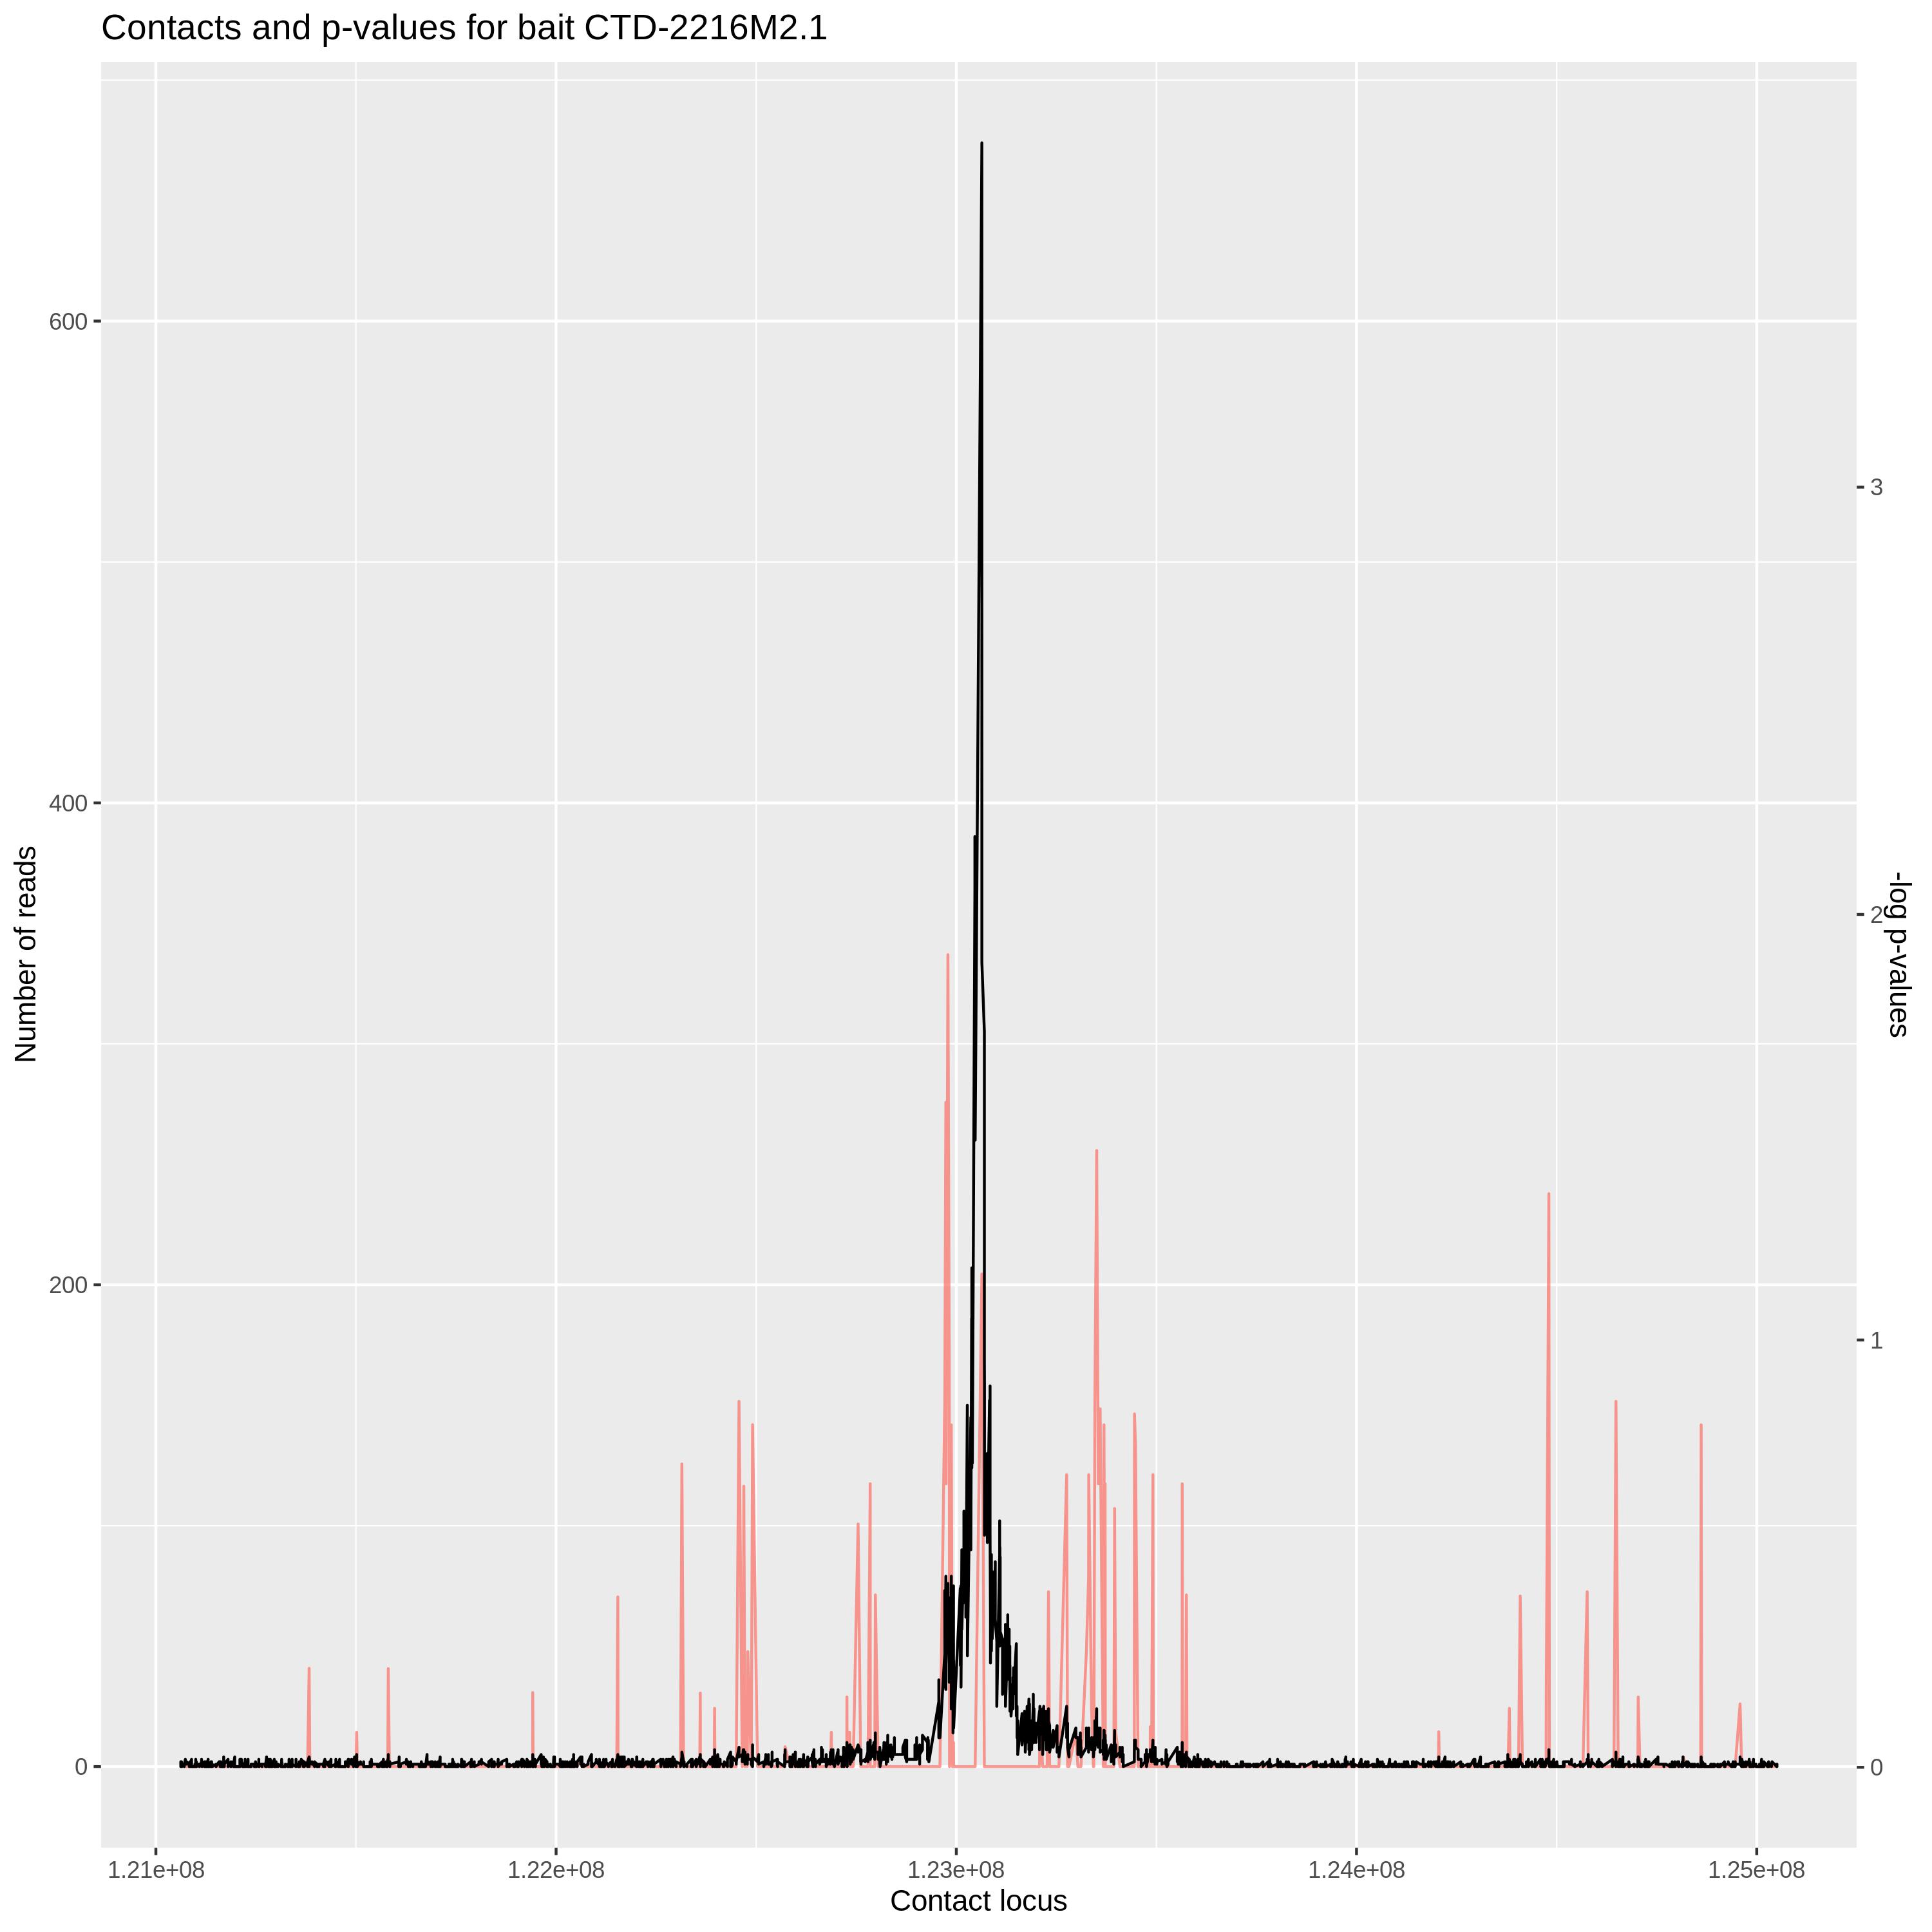 Contacts and p-values for bait CTD-2216M2.1
600
400
200
0
Number of reads
3
2
1
0
-log p-values
1.21e+08
1.22e+08
1.23e+08
1.24e+08
1.25e+08
Contact locus